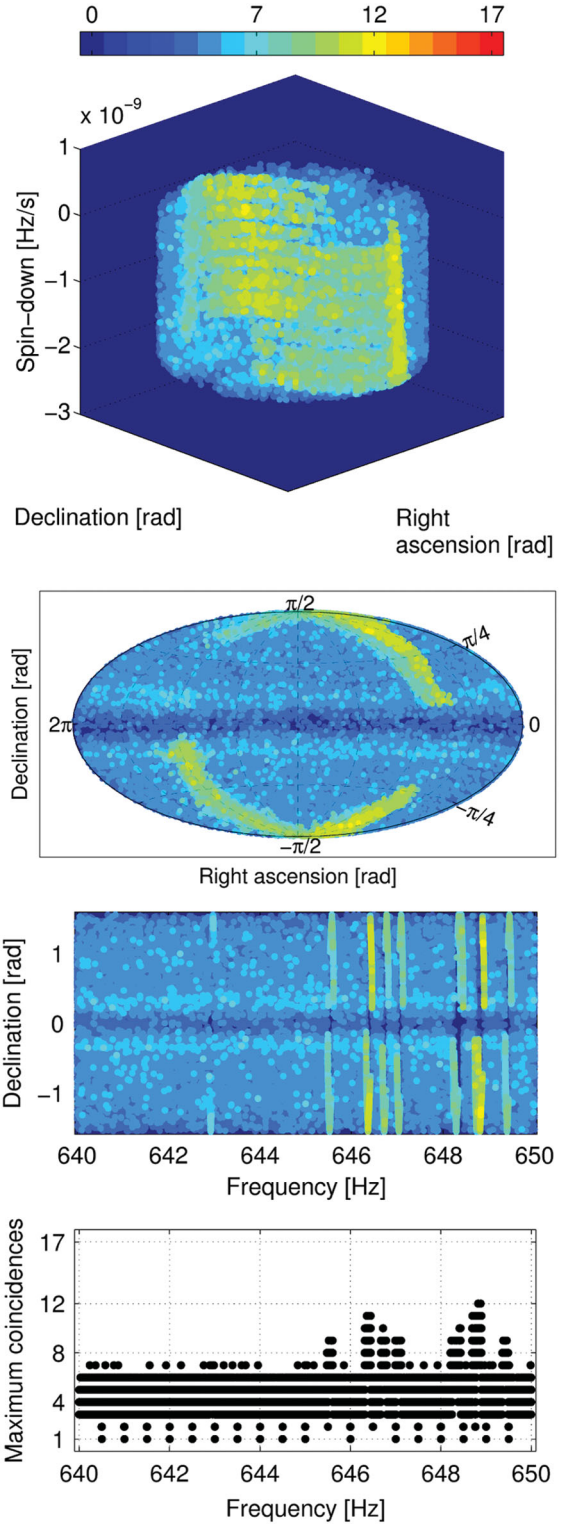 0 7 12 17
x 10⁻⁹
1
0
−1
−2
−3
Spin−down [Hz/s]
Declination [rad]
Right
ascension [rad]
π/2
π/4
2π
0
−π/4
−π/2
Declination [rad]
Right ascension [rad]
1
0
−1
Declination [rad]
640 642 644 646 648 650
Frequency [Hz]
17
12
8
4
1
Maximum coincidences
640 642 644 646 648 650
Frequency [Hz]